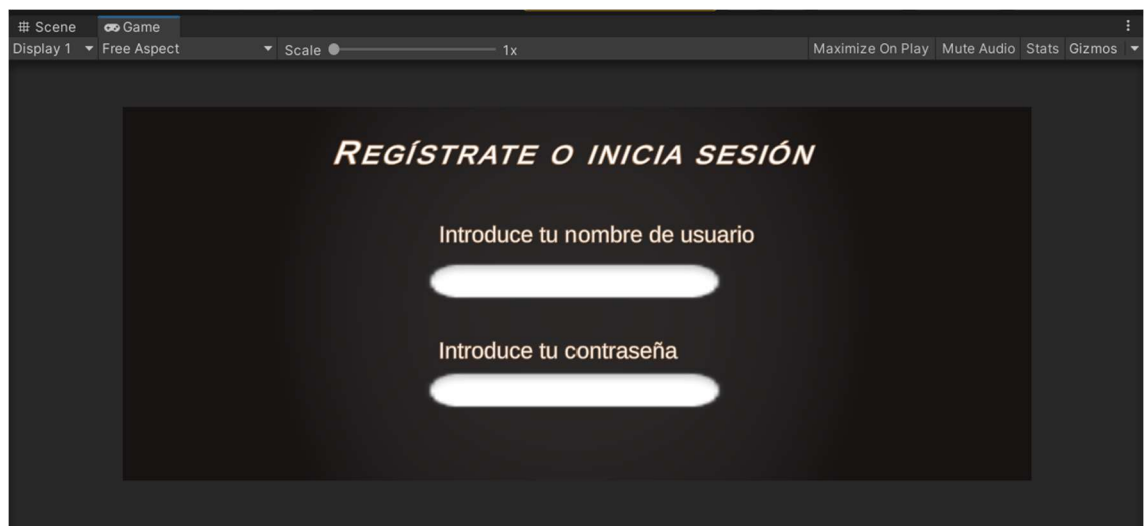 Scene Game
Display 1 Free Aspect Scale 1x Maximize On Play Mute Audio Stats Gizmos
REGÍSTRATE O INICIA SESIÓN
Introduce tu nombre de usuario
Introduce tu contraseña